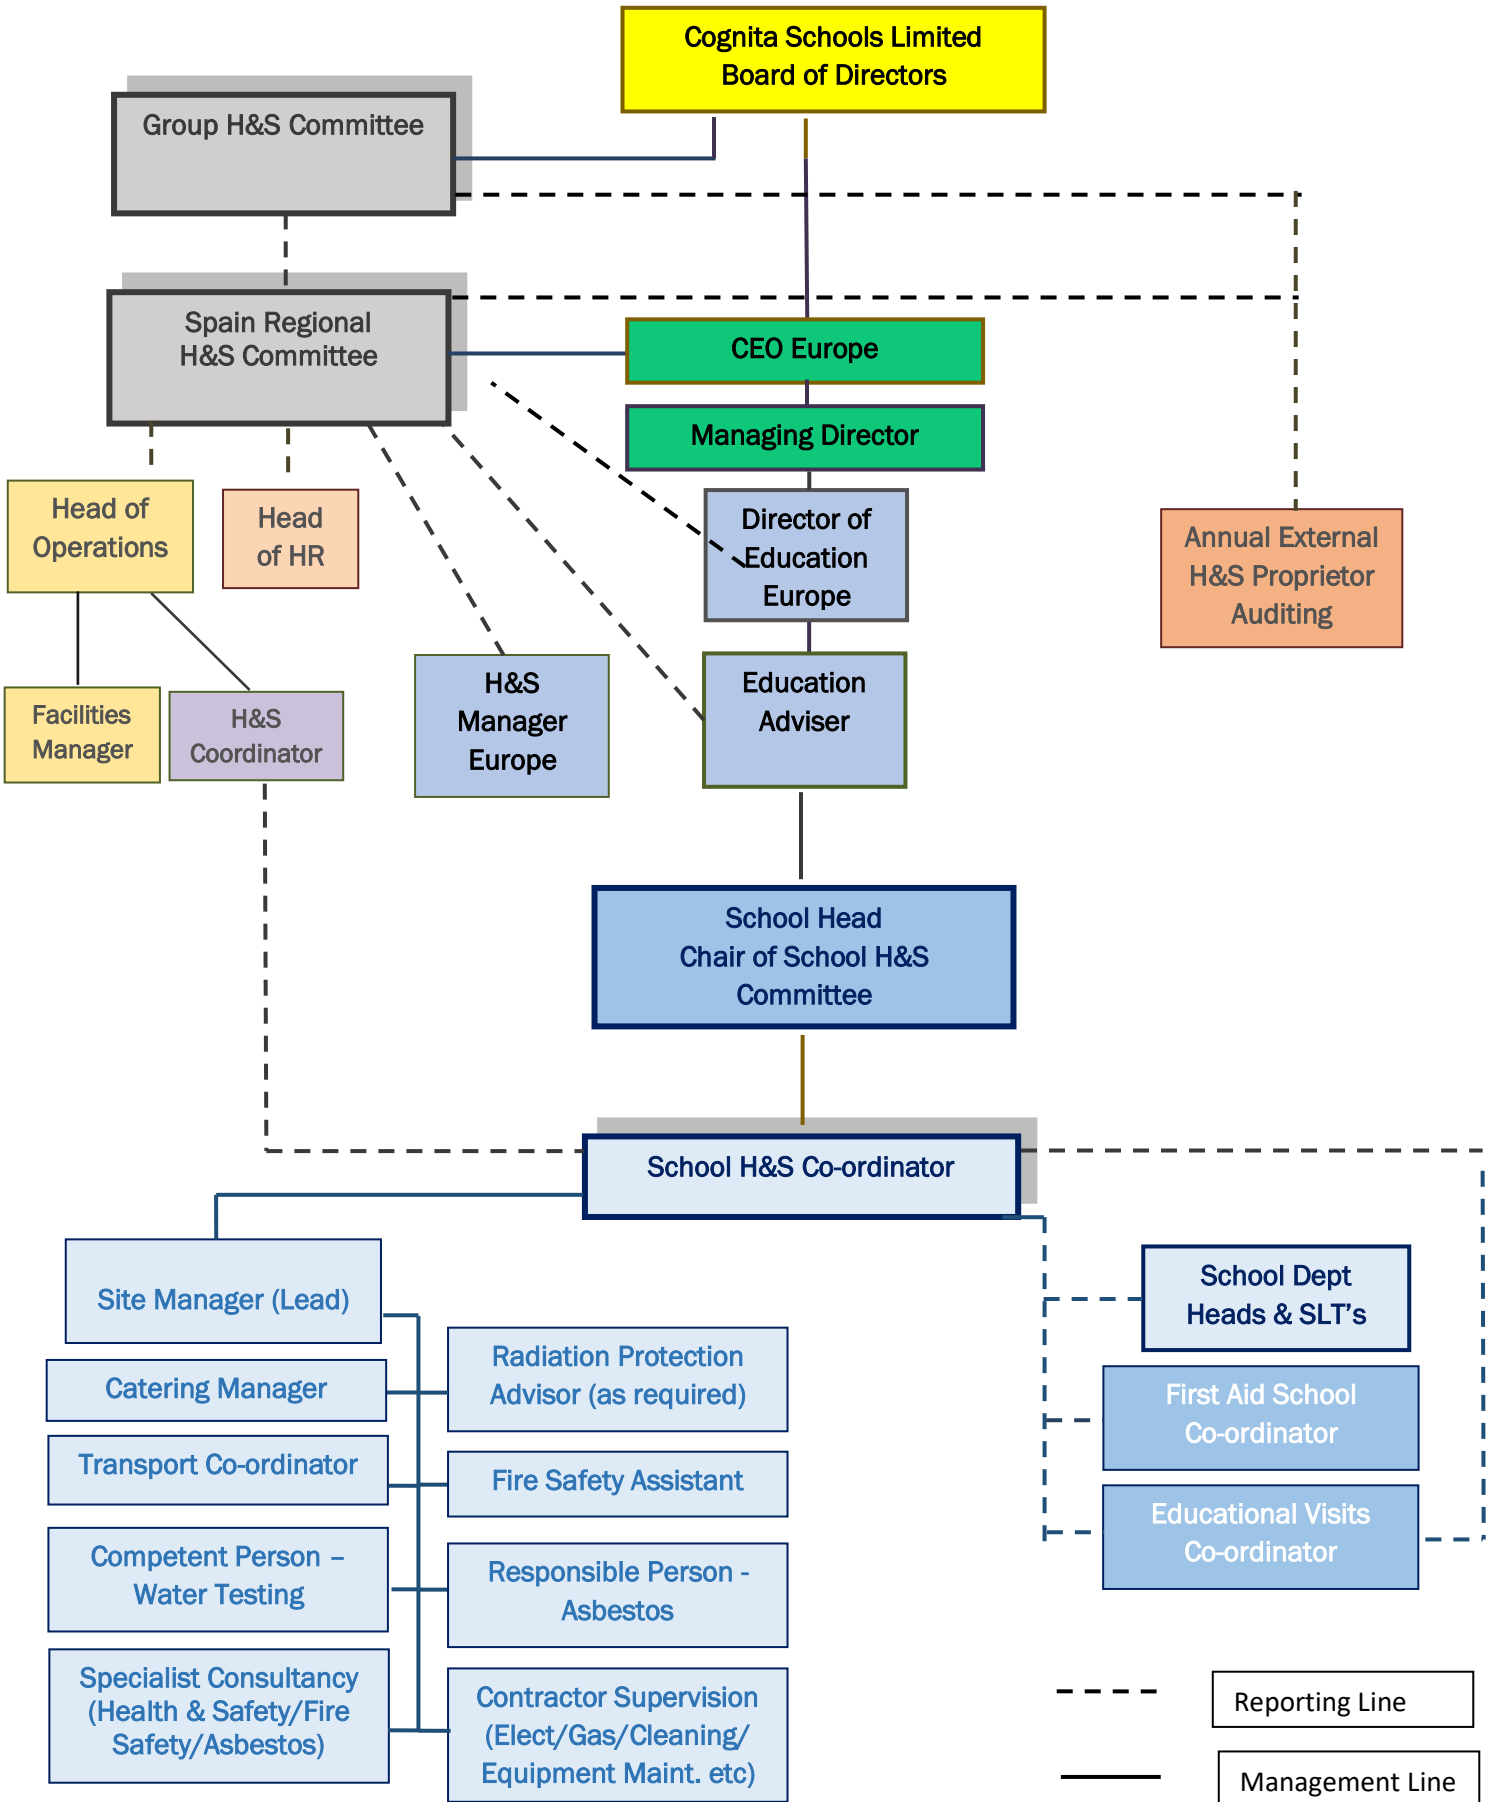 Cognita Schools Limited
Board of Directors
Group H&S Committee
Spain Regional
H&S Committee
CEO Europe
Managing Director
Head of
Operations
Head
of HR
Director of
Education
Europe
Annual External
H&S Proprietor
Auditing
Facilities
Manager
H&S
Coordinator
H&S
Manager
Europe
Education
Adviser
School Head
Chair of School H&S
Committee
School H&S Co-ordinator
Site Manager (Lead)
Catering Manager
Transport Co-ordinator
Competent Person –
Water Testing
Specialist Consultancy
(Health & Safety/Fire
Safety/Asbestos)
Radiation Protection
Advisor (as required)
Fire Safety Assistant
Responsible Person -
Asbestos
Contractor Supervision
(Elect/Gas/Cleaning/
Equipment Maint. etc)
School Dept
Heads & SLT’s
First Aid School
Co-ordinator
Educational Visits
Co-ordinator
Reporting Line
Management Line